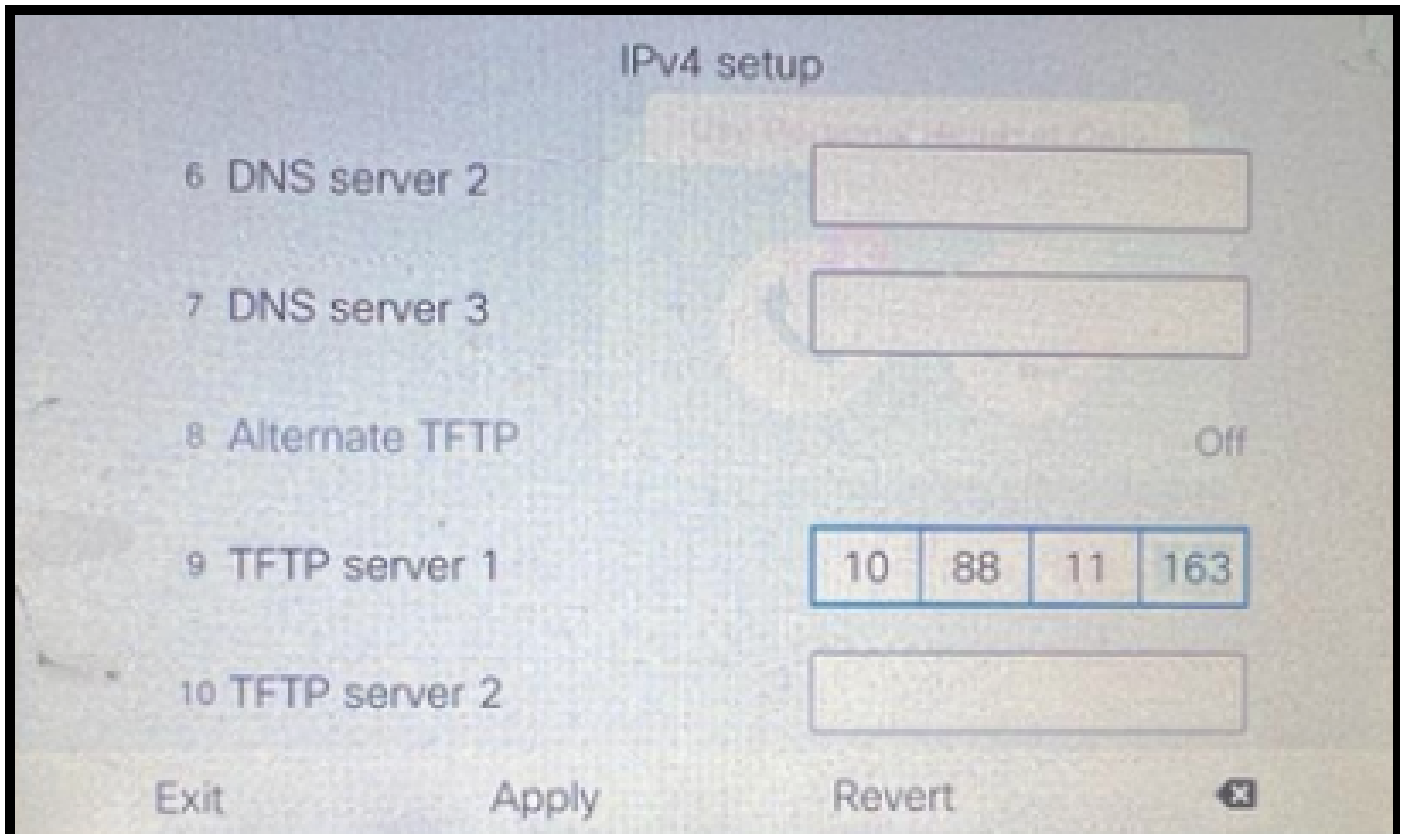 IPv4 setup
6 DNS server 2
7 DNS server 3
8 Alternate TFTP Off
9 TFTP server 1 10 88 11 163
10 TFTP server 2
Exit Apply Revert